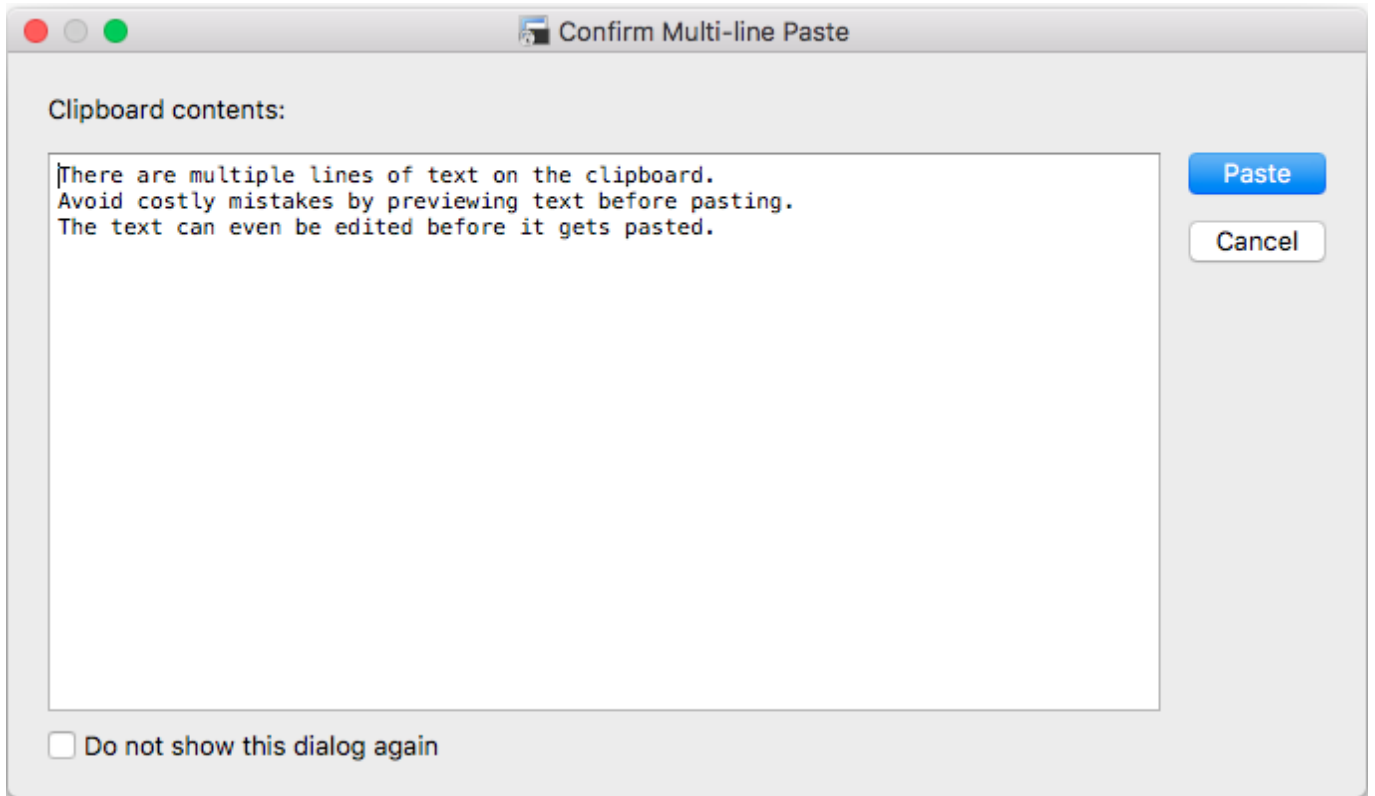 Confirm Multi-line Paste
Clipboard contents:
There are multiple lines of text on the clipboard.
Avoid costly mistakes by previewing text before pasting.
The text can even be edited before it gets pasted.
Paste
Cancel
Do not show this dialog again